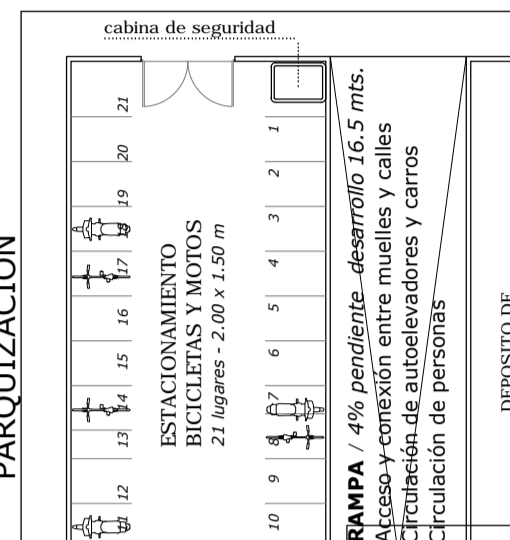 cabina de seguridad
PARQUIZACIÓN
21
20
19
18
17
16
15
14
13
12
11
ESTACIONAMIENTO
BICICLETAS Y MOTOS
21 lugares - 2.00 x 1.50 m
1
2
3
4
5
6
7
8
9
10
RAMPA / 4% pendiente desarrollo 16.5 mts.
Acceso y conexión entre muelles y calles
Circulación de autoelevadores y carros
Circulación de personas
DEPOSITO DE